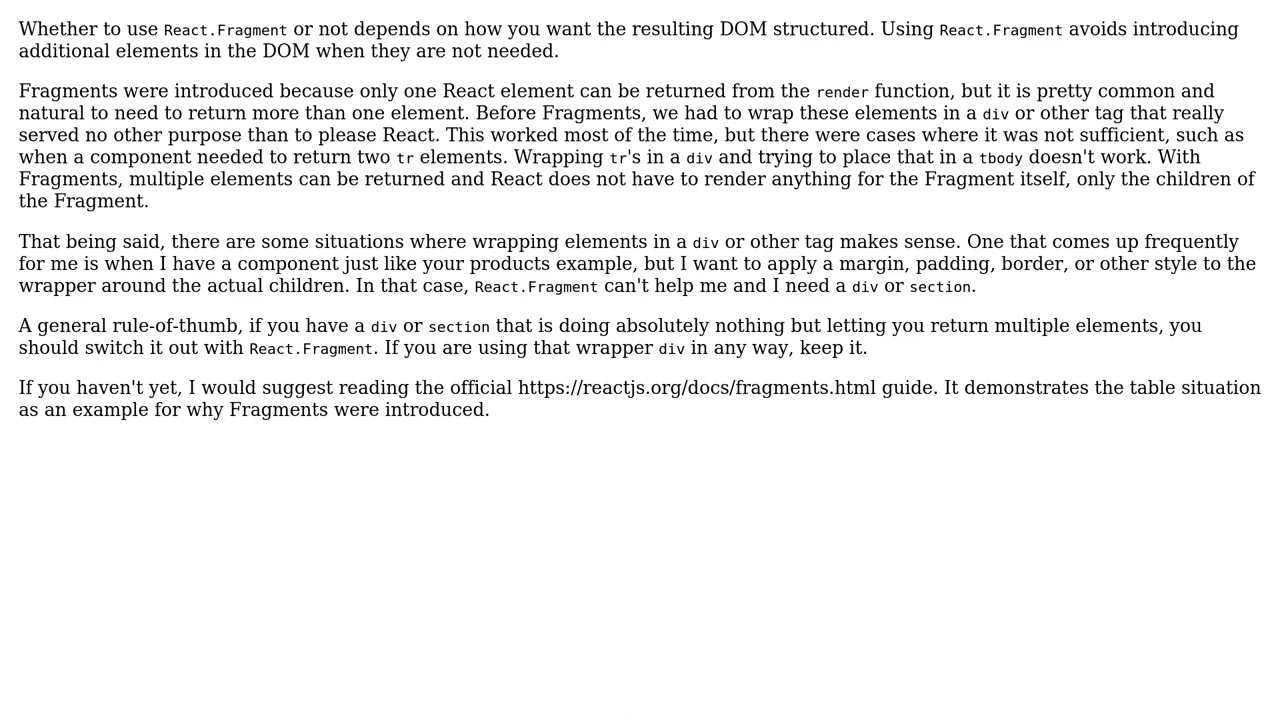 Whether to use React.Fragment or not depends on how you want the resulting DOM structured. Using React.Fragment avoids introducing
additional elements in the DOM when they are not needed.
Fragments were introduced because only one React element can be returned from the render function, but it is pretty common and
natural to need to return more than one element. Before Fragments, we had to wrap these elements in a div or other tag that really
served no other purpose than to please React. This worked most of the time, but there were cases where it was not sufficient, such as
when a component needed to return two tr elements. Wrapping tr's in a div and trying to place that in a tbody doesn't work. With
Fragments, multiple elements can be returned and React does not have to render anything for the Fragment itself, only the children of
the Fragment.
That being said, there are some situations where wrapping elements in a div or other tag makes sense. One that comes up frequently
for me is when I have a component just like your products example, but I want to apply a margin, padding, border, or other style to the
wrapper around the actual children. In that case, React.Fragment can't help me and I need a div or section.
A general rule-of-thumb, if you have a div or section that is doing absolutely nothing but letting you return multiple elements, you
should switch it out with React.Fragment. If you are using that wrapper div in any way, keep it.
If you haven't yet, I would suggest reading the official https://reactjs.org/docs/fragments.html guide. It demonstrates the table situation
as an example for why Fragments were introduced.